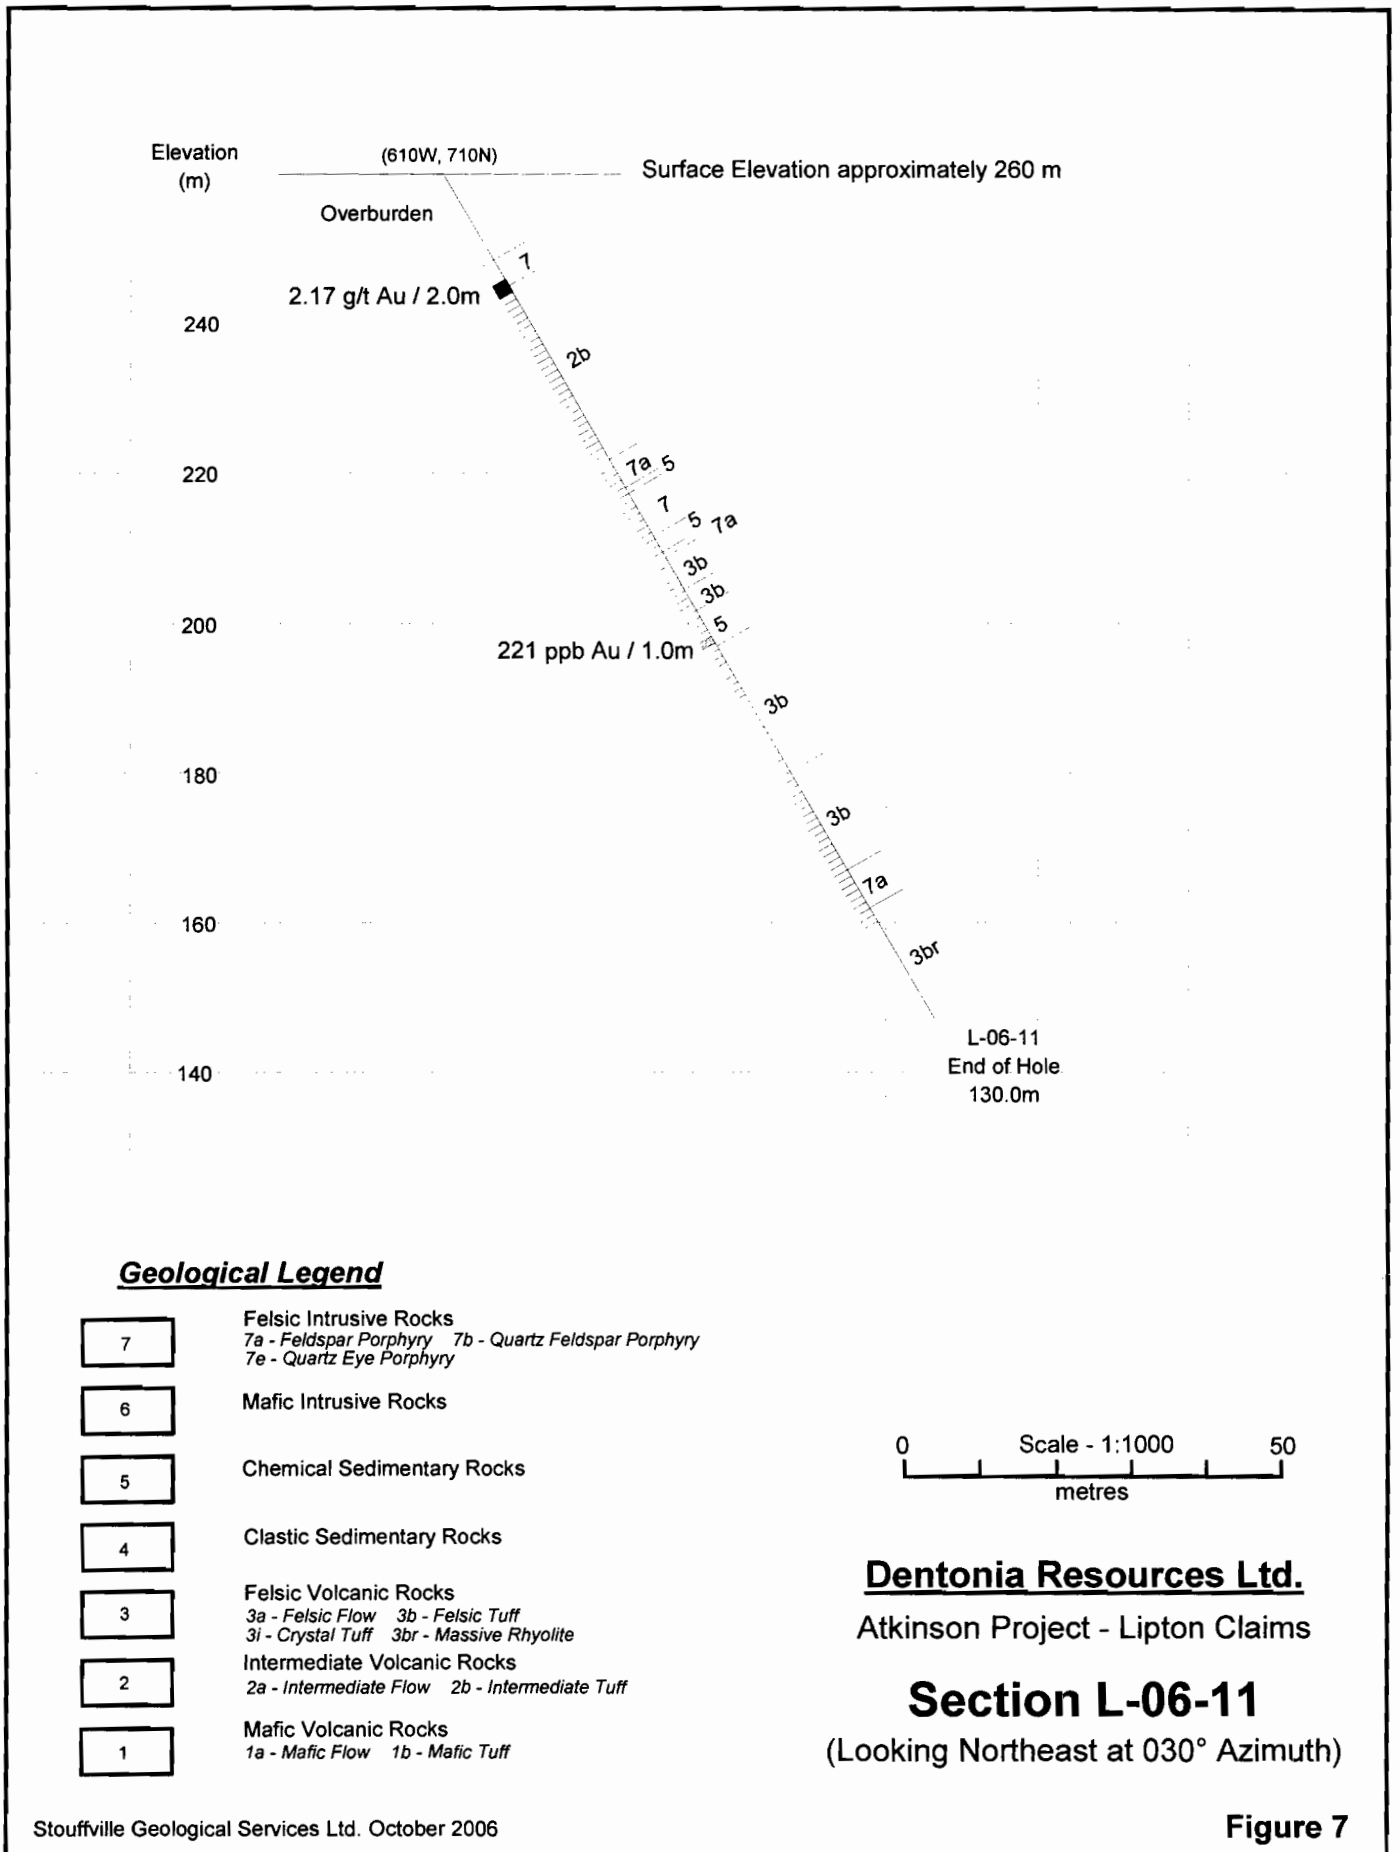 Elevation
(m)
(610W, 710N)
Surface Elevation approximately 260 m
Overburden
7
2.17 g/t Au / 2.0m
240
2b
7a 5
220
7
5 7a
3b
3b
200
5
221 ppb Au / 1.0m
3b
180
3b
7a
160
3br
L-06-11
End of Hole
130.0m
140
Geological Legend
7
Felsic Intrusive Rocks
7a - Feldspar Porphyry 7b - Quartz Feldspar Porphyry
7e - Quartz Eye Porphyry
6
Mafic Intrusive Rocks
5
Chemical Sedimentary Rocks
4
Clastic Sedimentary Rocks
3
Felsic Volcanic Rocks
3a - Felsic Flow 3b - Felsic Tuff
3i - Crystal Tuff 3br - Massive Rhyolite
2
Intermediate Volcanic Rocks
2a - Intermediate Flow 2b - Intermediate Tuff
1
Mafic Volcanic Rocks
1a - Mafic Flow 1b - Mafic Tuff
0 Scale - 1:1000 50
metres
Dentonia Resources Ltd.
Atkinson Project - Lipton Claims
Section L-06-11
(Looking Northeast at 030° Azimuth)
Stouffville Geological Services Ltd. October 2006
Figure 7